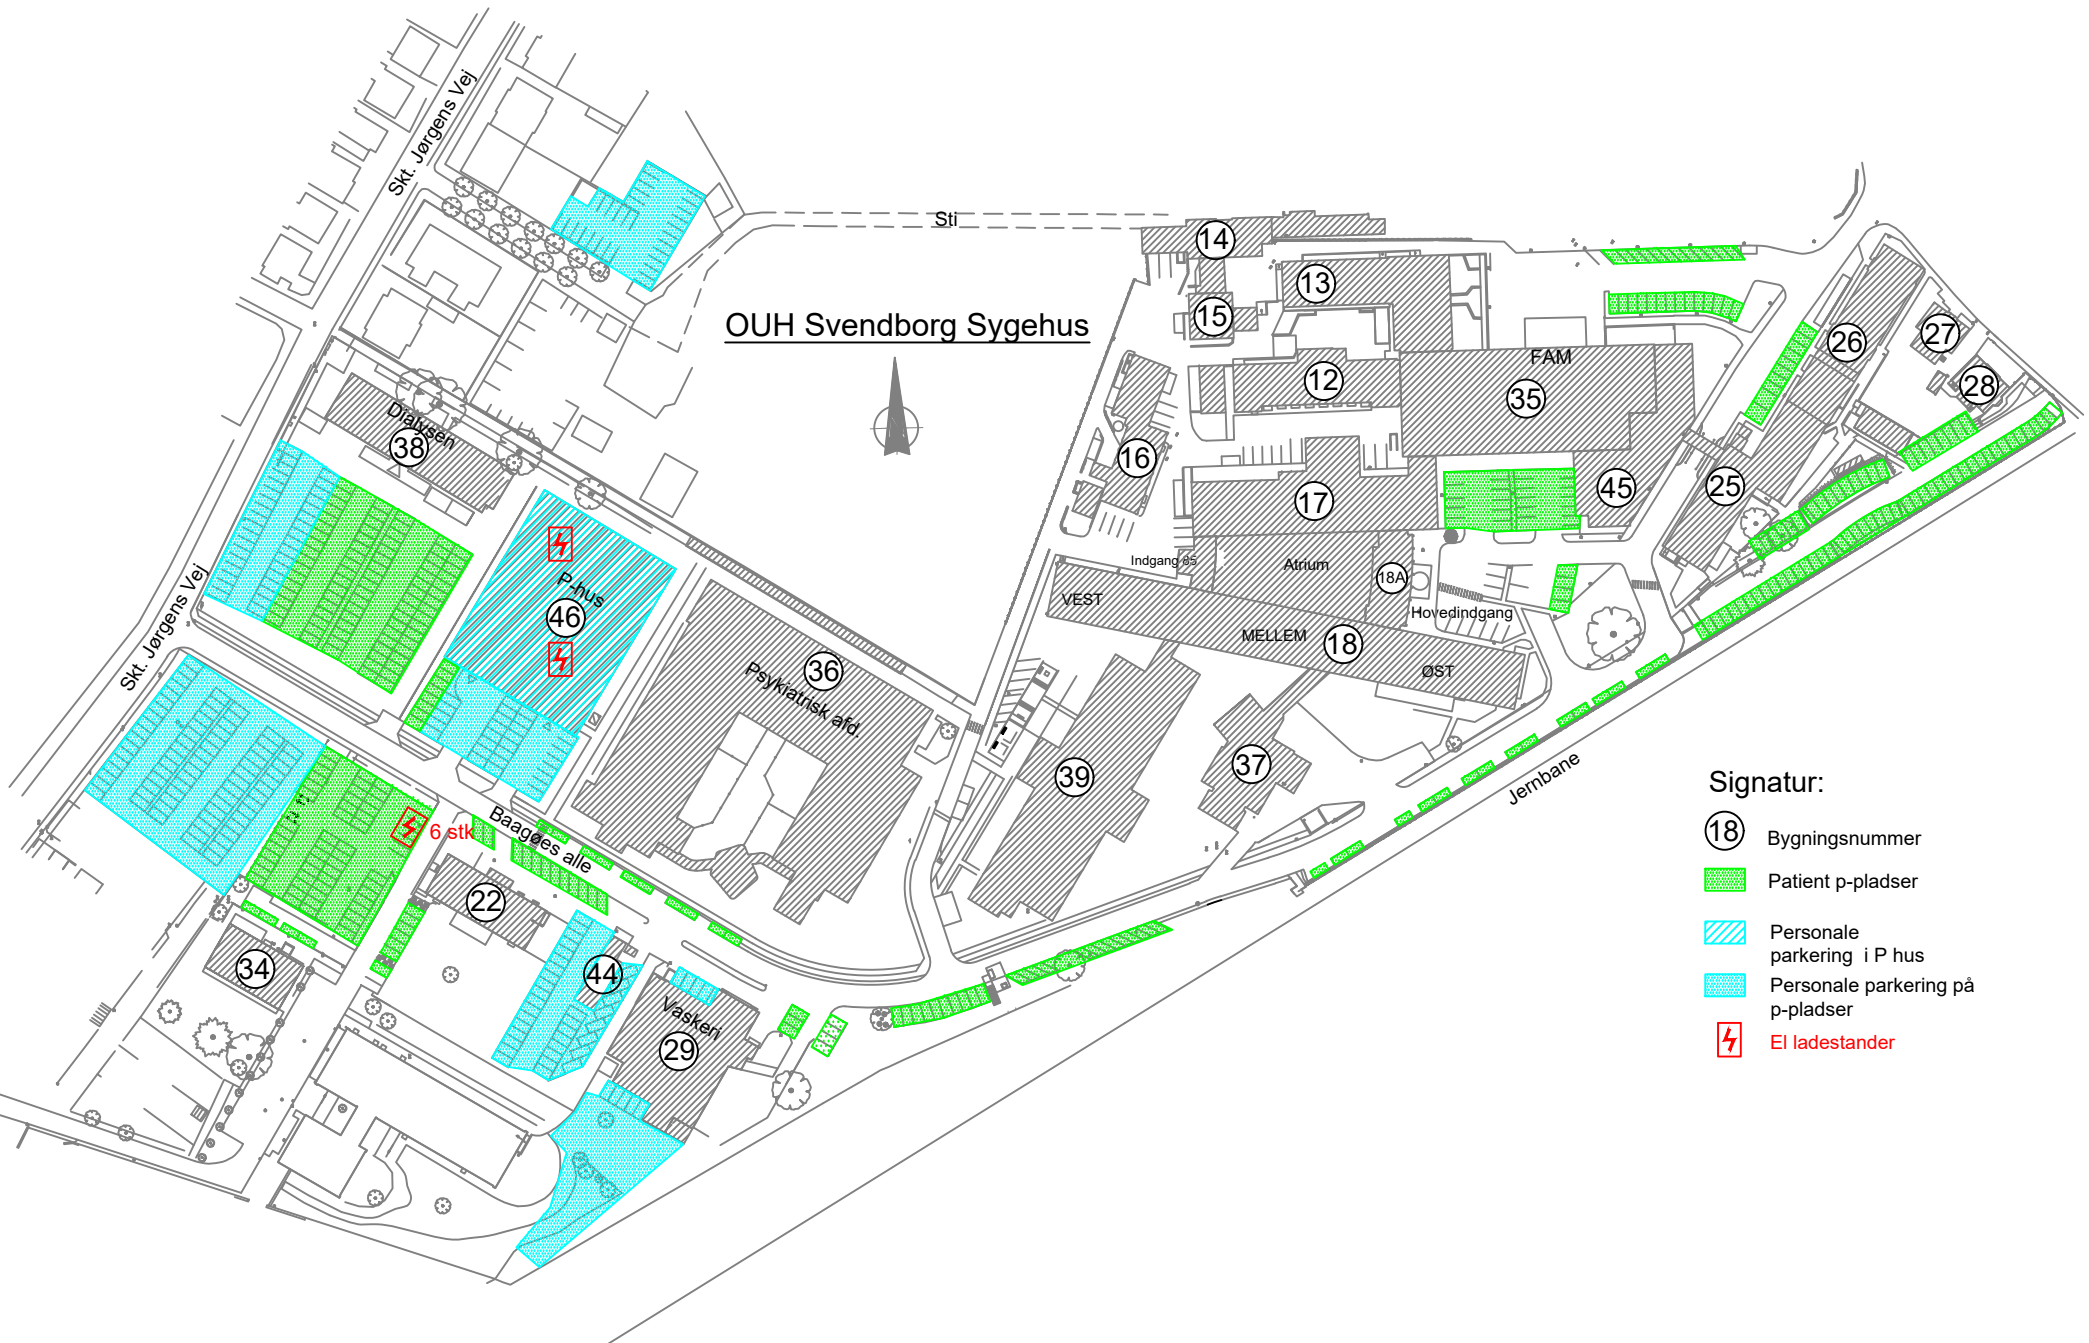 Skt. Jørgens Vej
Sti
OUH Svendborg Sygehus
14
13
15
12
FAM
35
26
27
28
Dialysen
38
16
17
45
25
Skt. Jørgens Vej
P-hus
46
Indgang 85
Atrium
18A
VEST
MELLEM
18
Hovedindgang
ØST
36
Psykiatrisk afd.
39
37
Jernbane
6 stk
Baagøes alle
22
34
44
Vaskeri
29
Signatur:
18
Bygningsnummer
Patient p-pladser
Personale
parkering i P hus
Personale parkering på
p-pladser
El ladestander